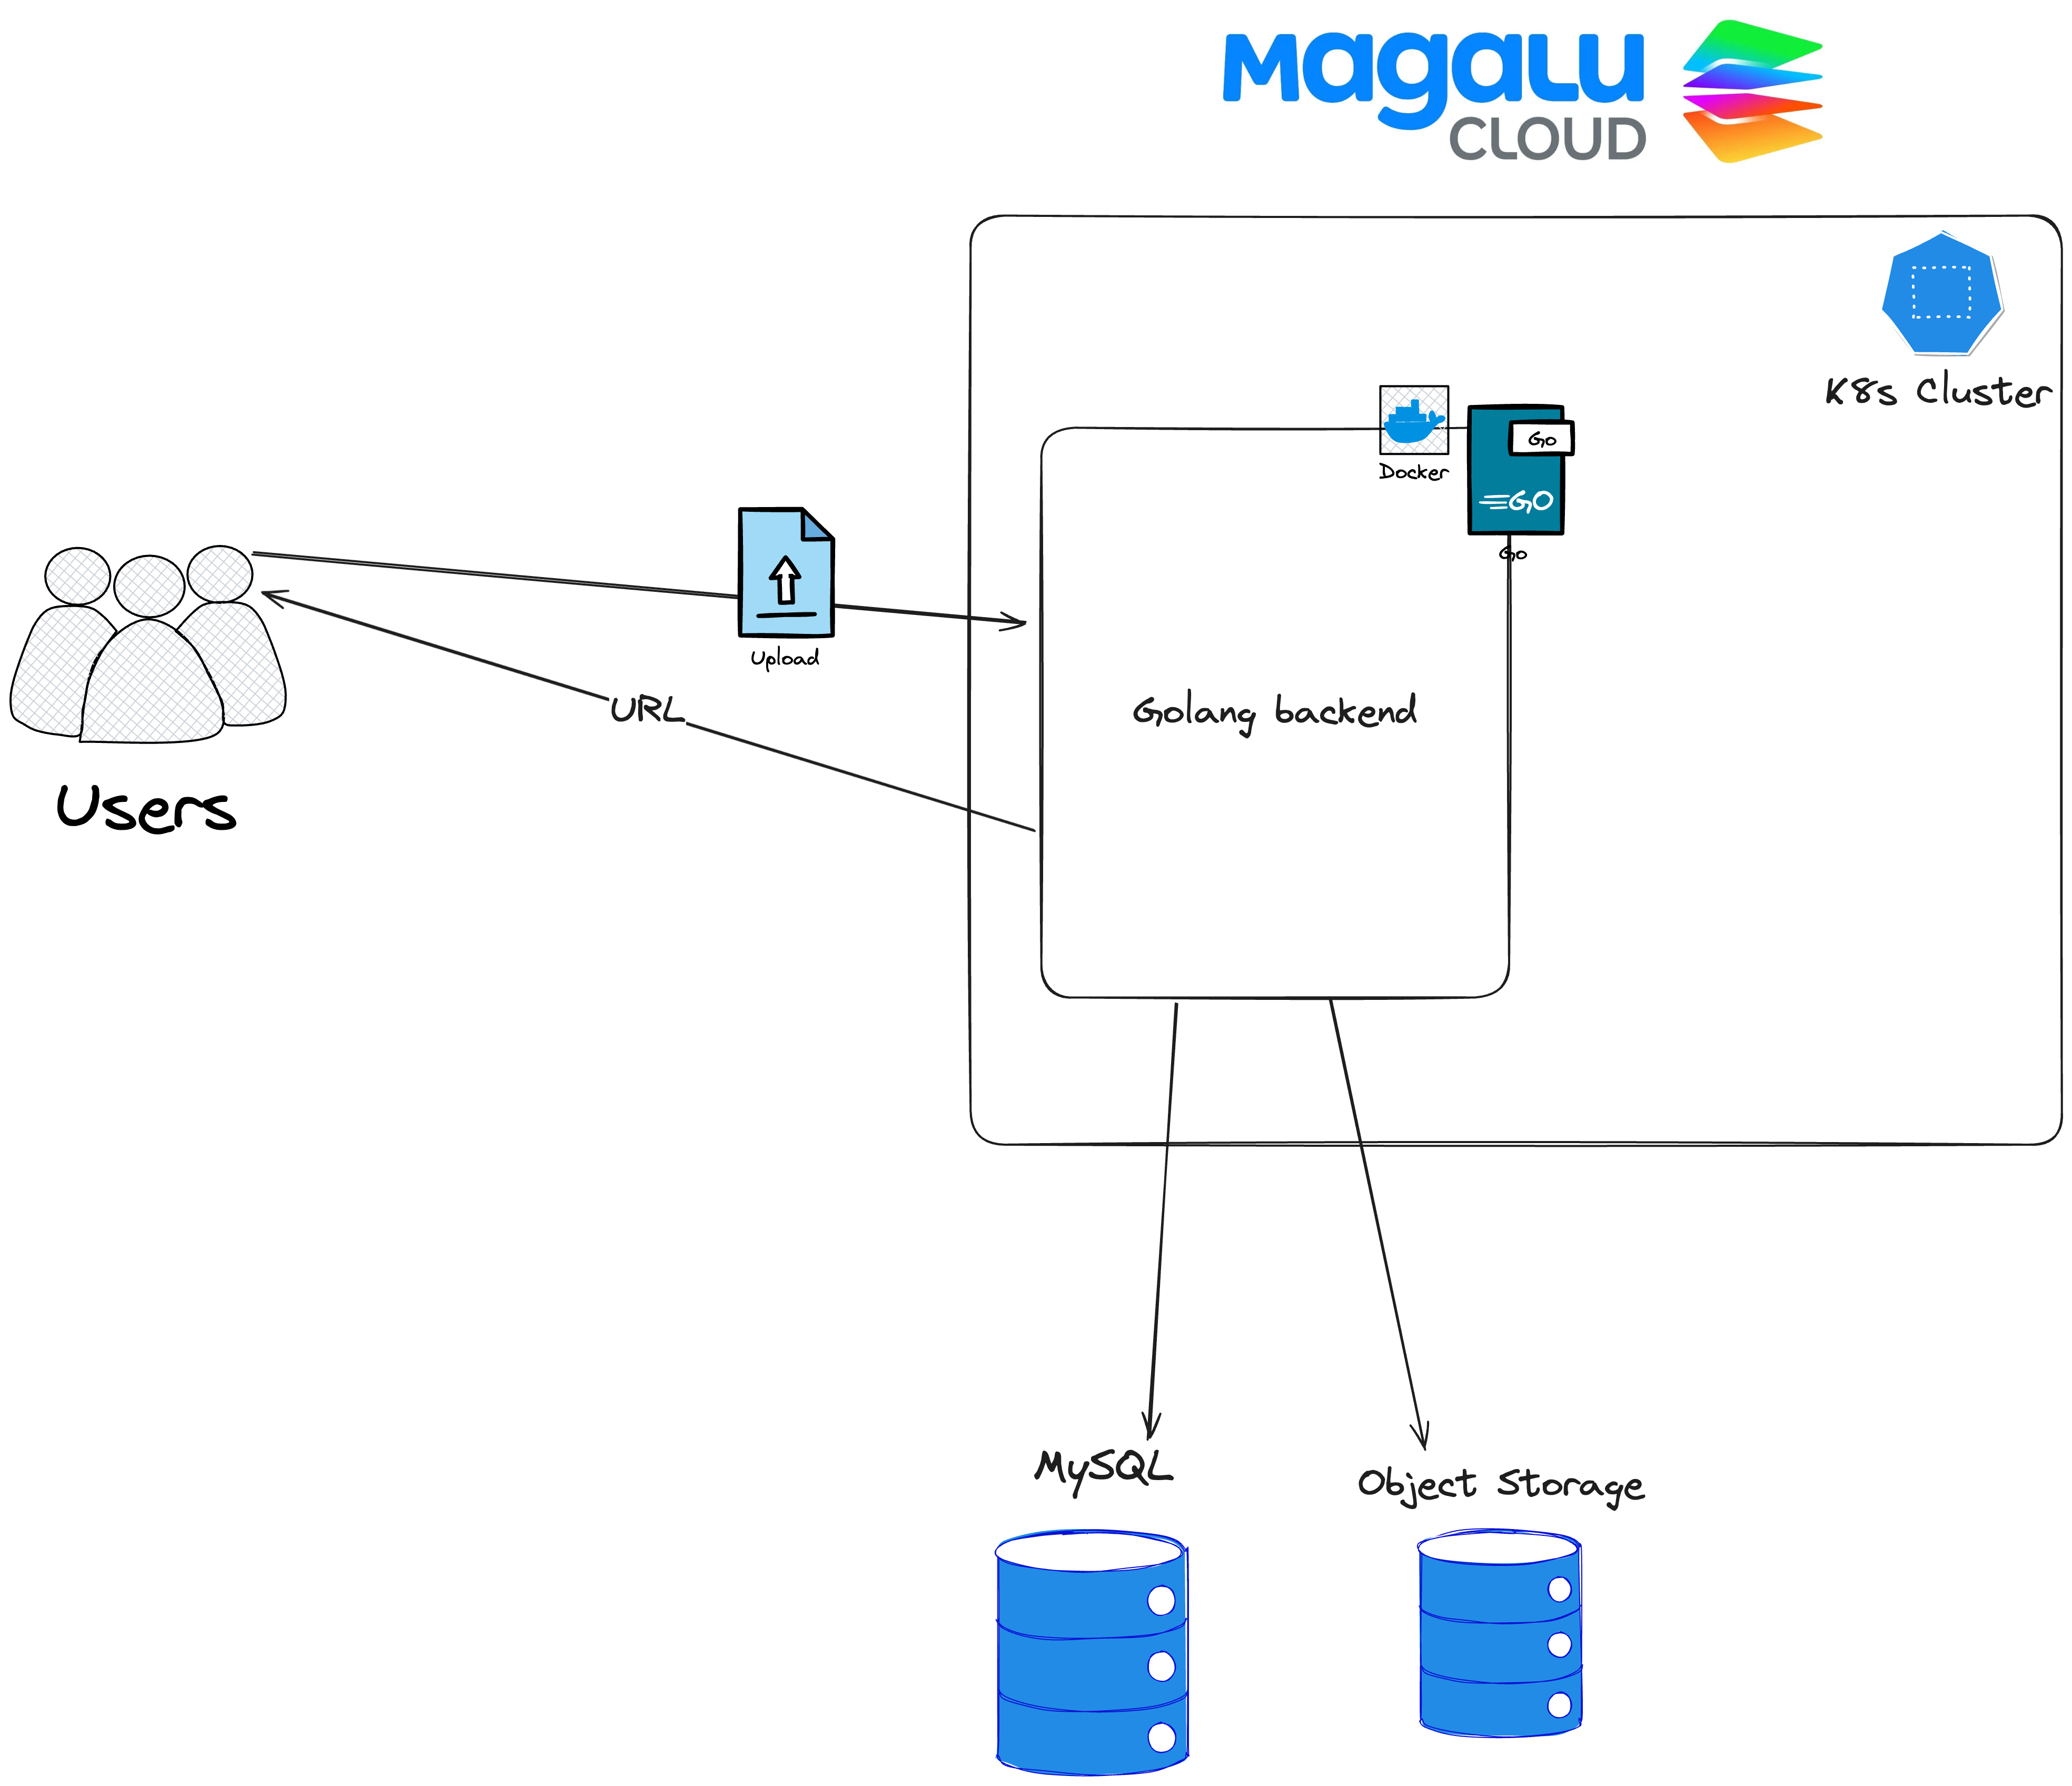 magalu
CLOUD
K8s Cluster
Docker
GO
GO
Go
Upload
URL
Golang backend
Users
MySQL
Object Storage